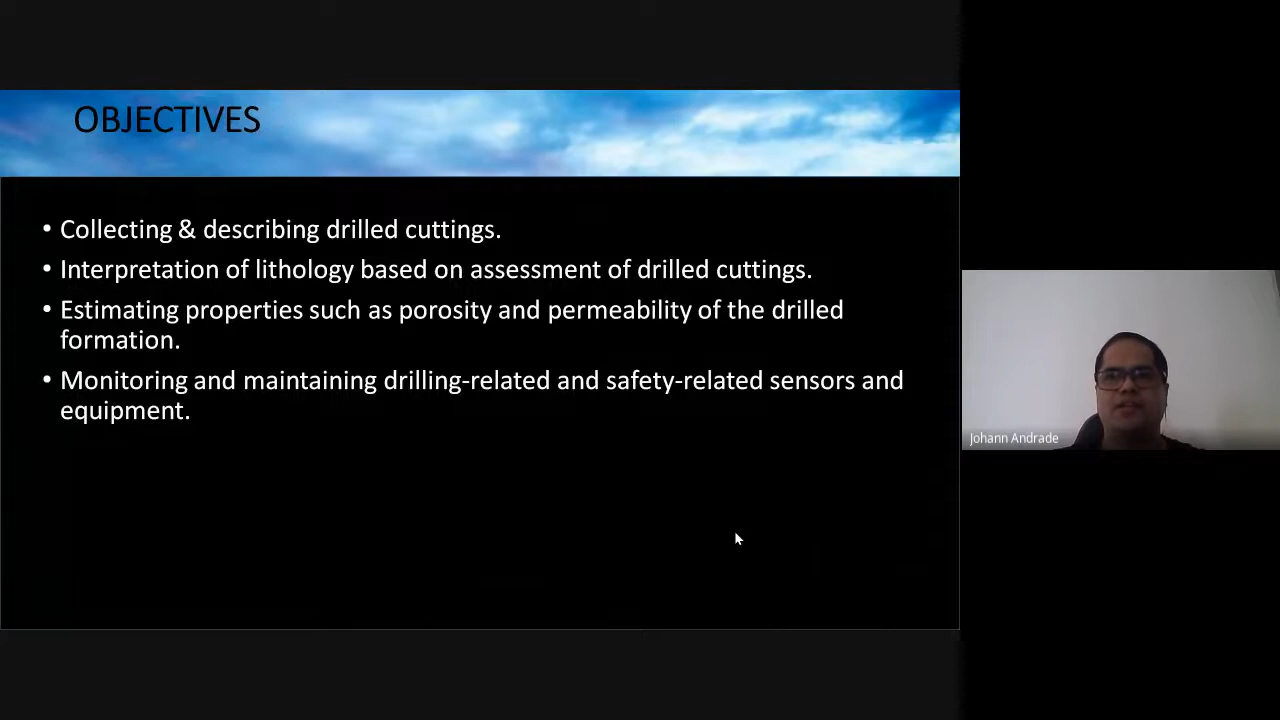 OBJECTIVES
• Collecting & describing drilled cuttings.
• Interpretation of lithology based on assessment of drilled cuttings.
• Estimating properties such as porosity and permeability of the drilled
formation.
• Monitoring and maintaining drilling-related and safety-related sensors and
equipment.
Johann Andrade